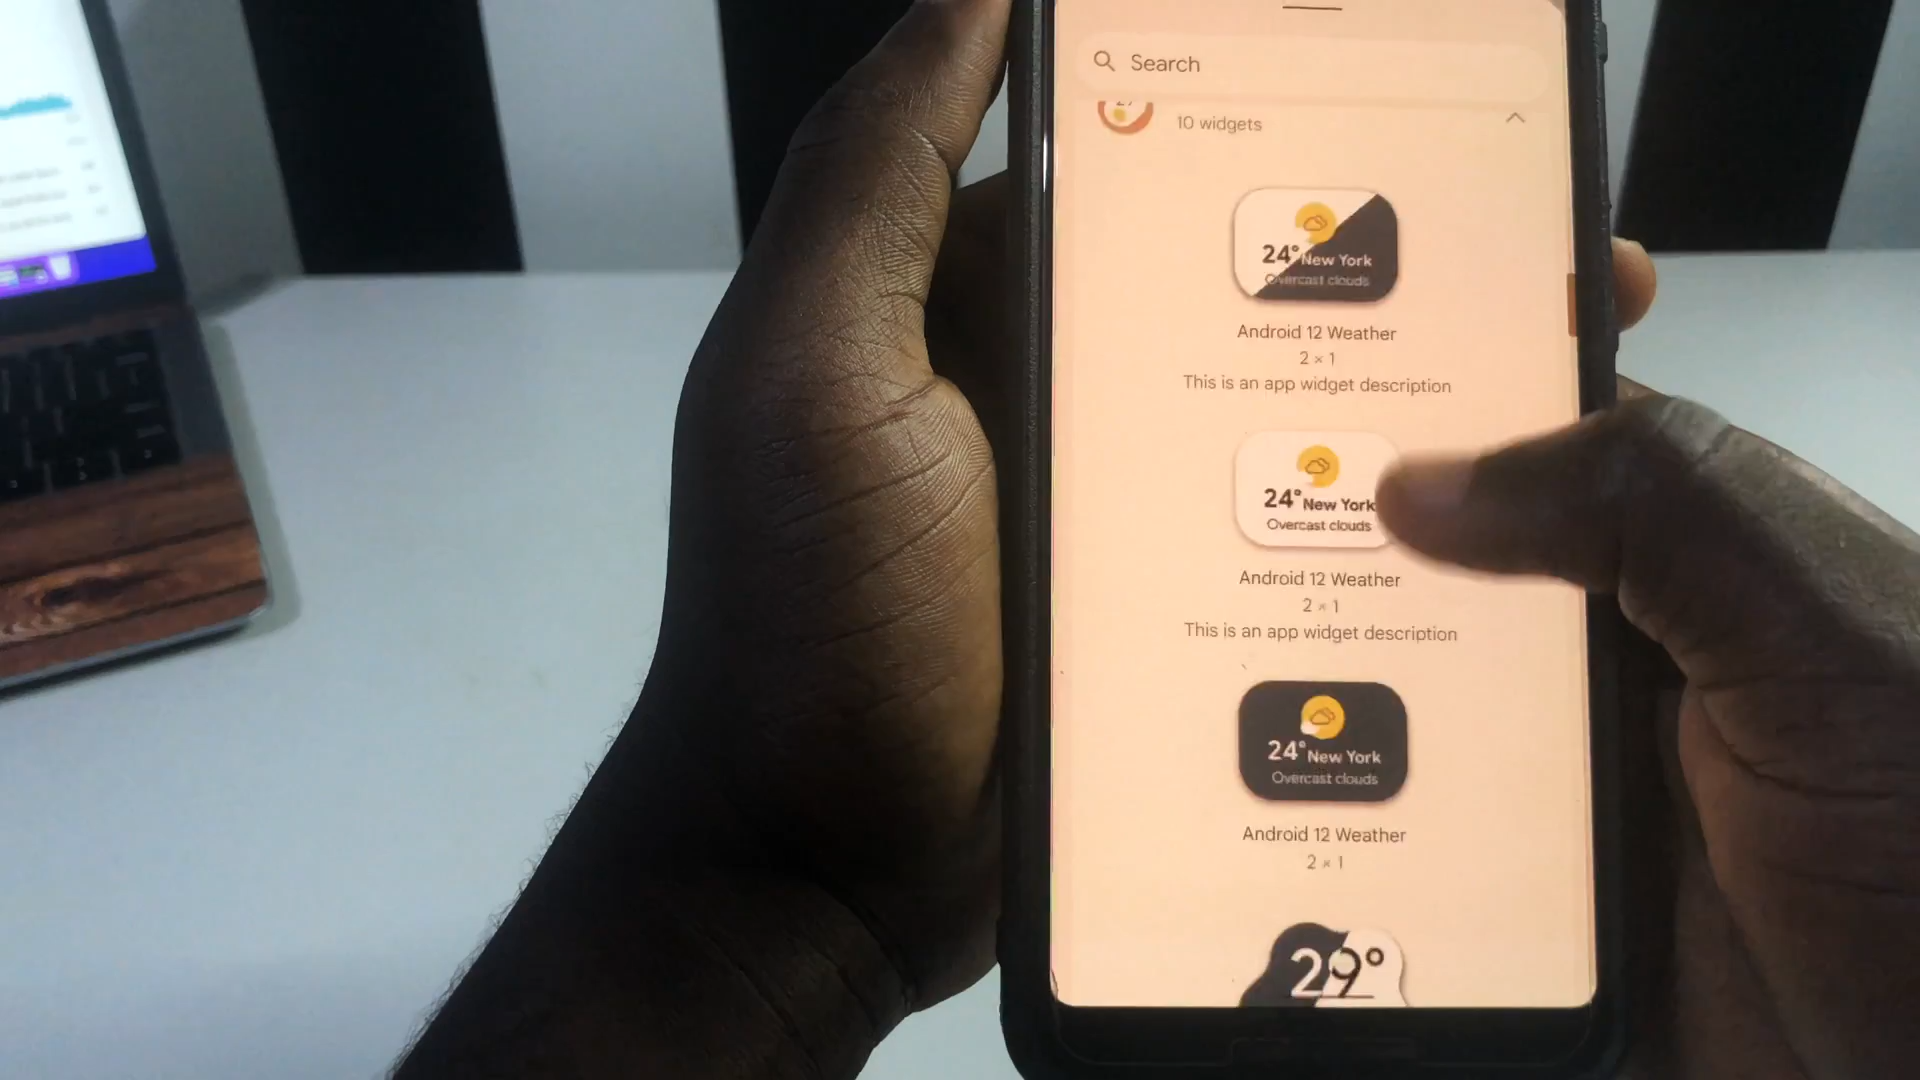 Search
10 widgets
24° New York
Overcast clouds
Android 12 Weather
2 × 1
This is an app widget description
24° New York
Overcast clouds
Android 12 Weather
2 × 1
This is an app widget description
24° New York
Overcast clouds
Android 12 Weather
2 × 1
29°